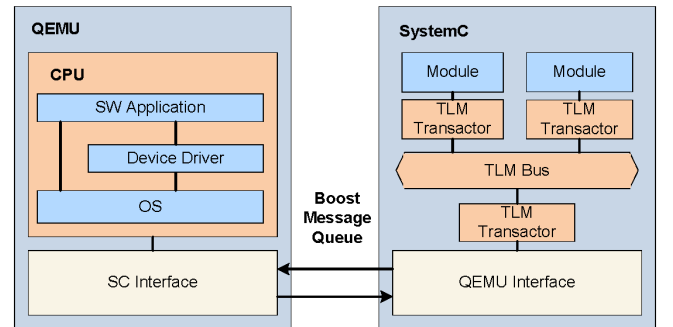 QEMU
CPU
SW Application
Device Driver
OS
SC Interface
Boost
Message
Queue
SystemC
Module
Module
TLM
Transactor
TLM
Transactor
TLM Bus
TLM
Transactor
QEMU Interface